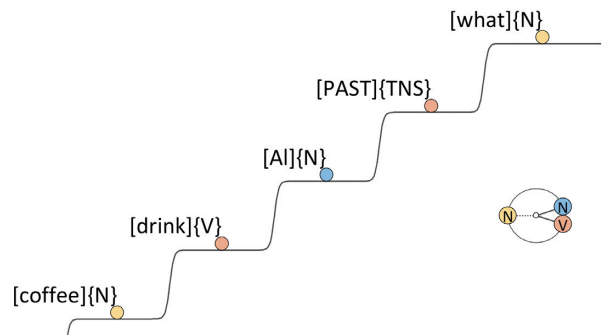 [what]{N}
[PAST]{TNS}
[Al]{N}
[drink]{V}
[coffee]{N}
N
N
V